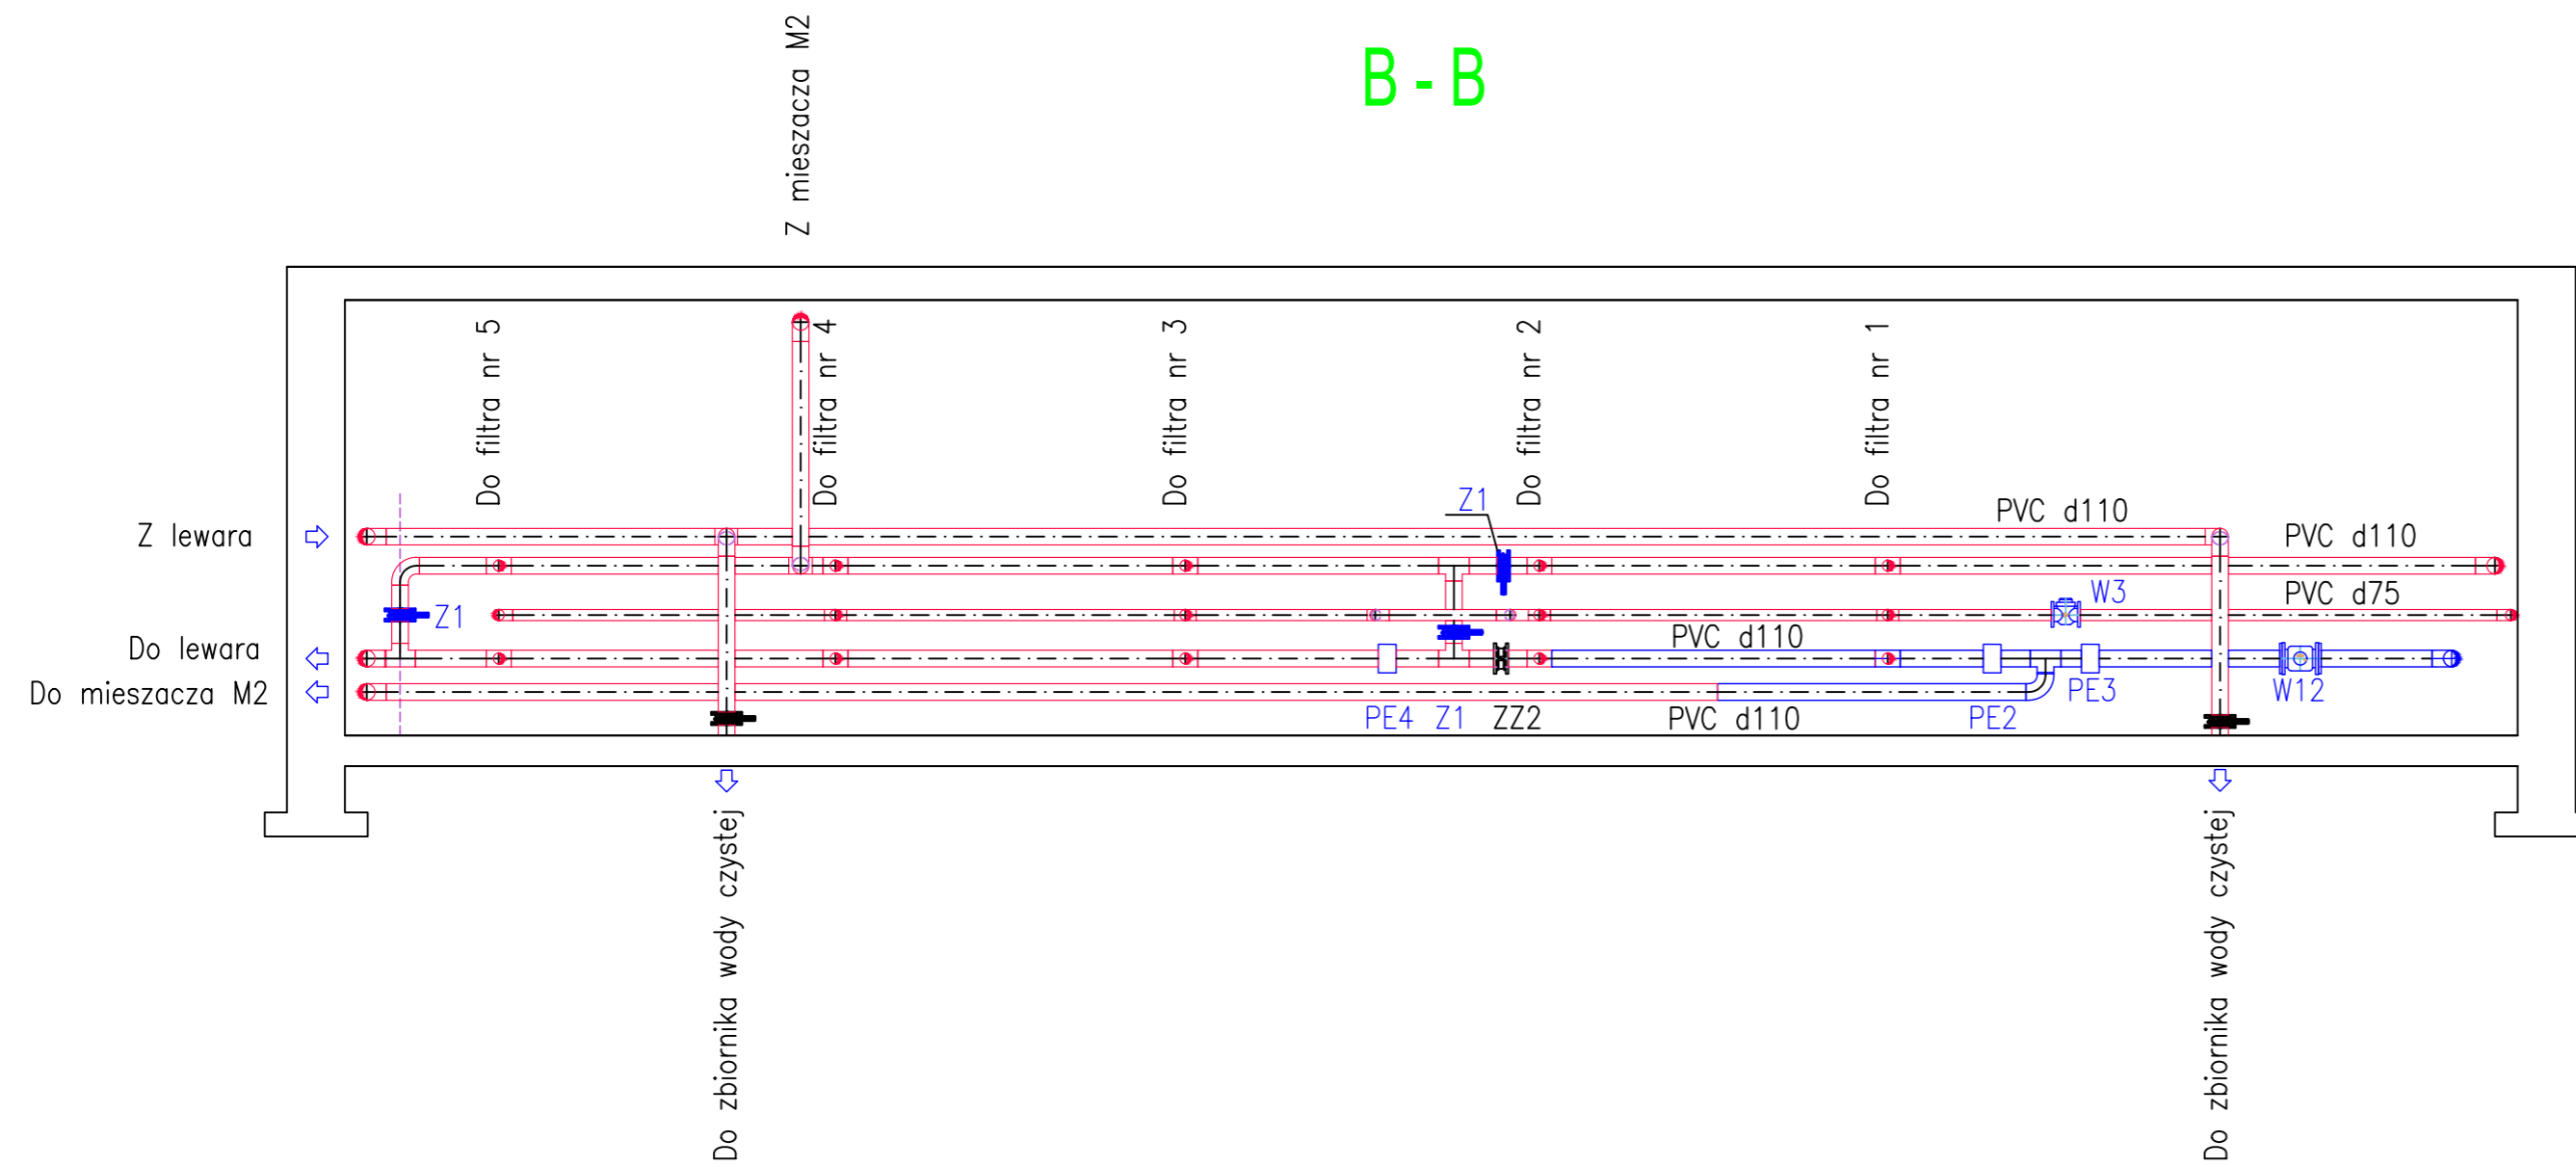 B - B
Z mieszacza M2
Do filtra nr 5
Do filtra nr 4
Do filtra nr 3
Do filtra nr 2
Do filtra nr 1
Z1
PVC d110
Z lewara
PVC d110
W3
PVC d75
Z1
PVC d110
Do lewara
Do mieszacza M2
PE3
W12
PE4
Z1
ZZ2
PVC d110
PE2
Do zbiornika wody czystej
Do zbiornika wody czystej